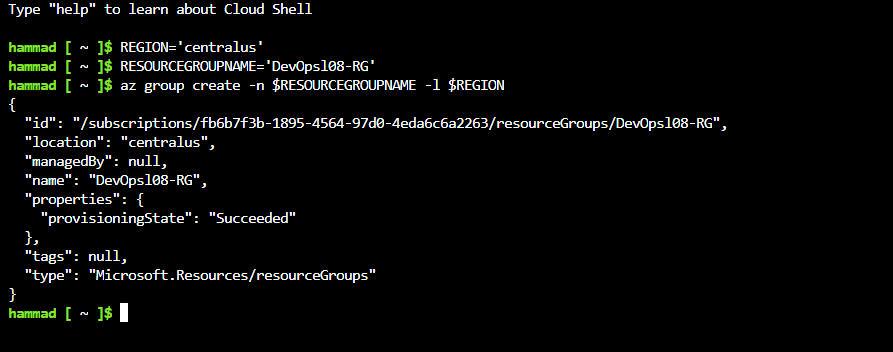 Type "help" to learn about Cloud Shell
hammad [ ~ ]$ REGION='centralus'
hammad [ ~ ]$ RESOURCEGROUPNAME='DevOpsl08-RG'
hammad [ ~ ]$ az group create -n $RESOURCEGROUPNAME -l $REGION
{
  "id": "/subscriptions/fb6b7f3b-1895-4564-97d0-4eda6c6a2263/resourceGroups/DevOpsl08-RG",
  "location": "centralus",
  "managedBy": null,
  "name": "DevOpsl08-RG",
  "properties": {
    "provisioningState": "Succeeded"
  },
  "tags": null,
  "type": "Microsoft.Resources/resourceGroups"
}
hammad [ ~ ]$